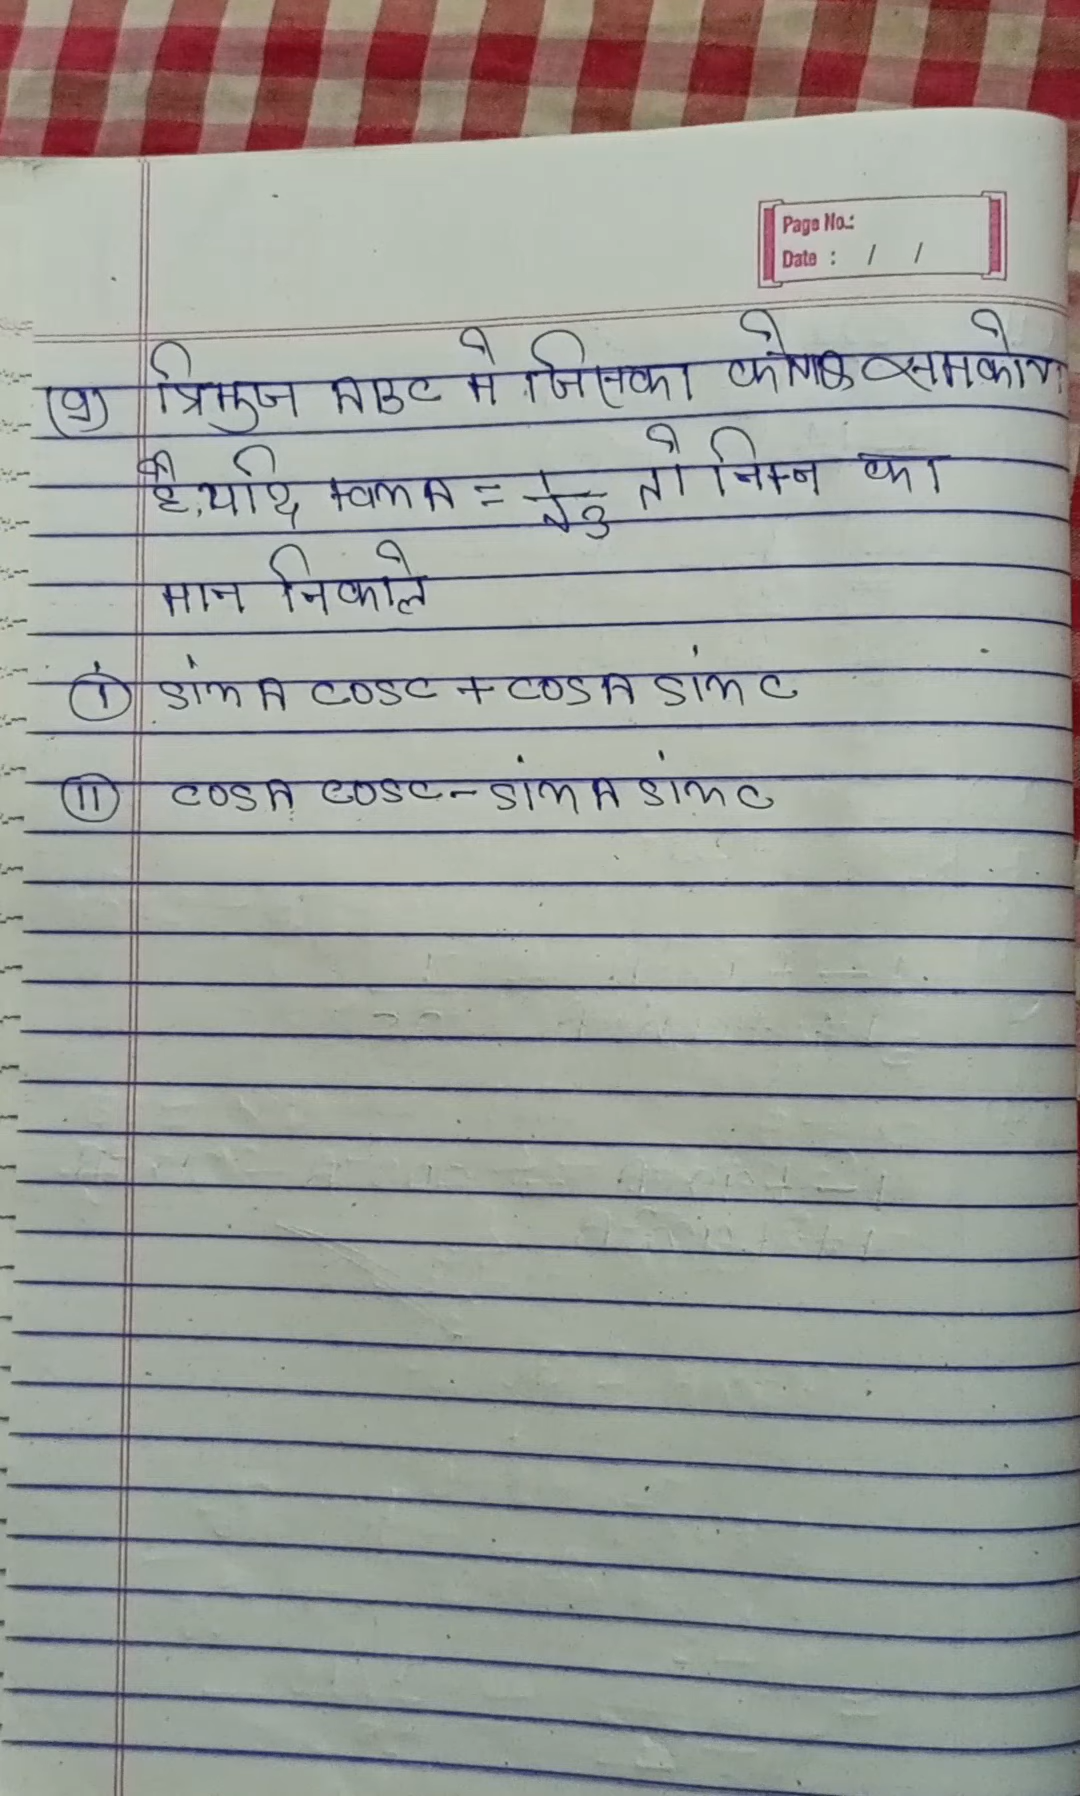 Page No.:
Date : / /
(9) त्रिभुज ABC मे जिसका कोण B समकोण
है, यदि tan A = 1/√3 तो निम्न का
मान निकाले
(i) sin A cos C + cos A sin C
(ii) cos A cos C - sin A sin C